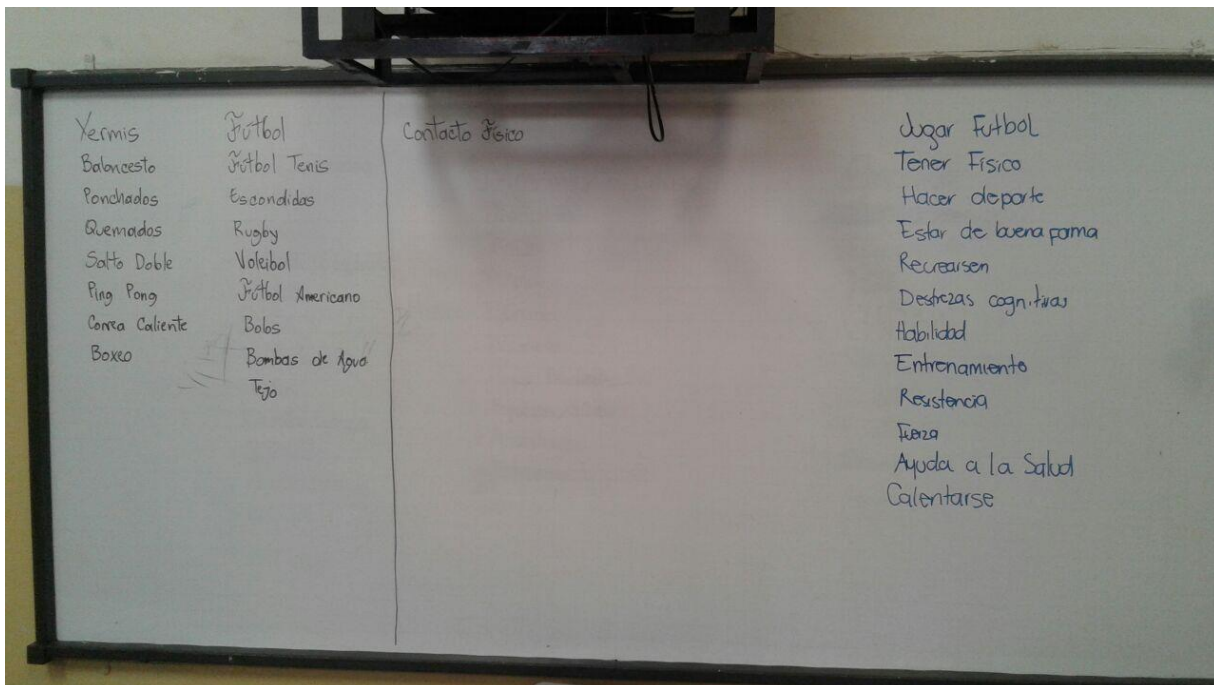 Yermis
Baloncesto
Ponchados
Quemados
Salto Doble
Ping Pong
Correa Caliente
Boxeo
Fútbol
Fútbol Tenis
Escondidas
Rugby
Voleibol
Fútbol Americano
Bobs
Bombas de Agua
Tejo
Contacto Físico
Jugar Futbol
Tener Físico
Hacer deporte
Estar de buena forma
Recrearsen
Destrezas cognitivas
Habilidad
Entrenamiento
Resistencia
Fuerza
Ayuda a la Salud
Calentarse